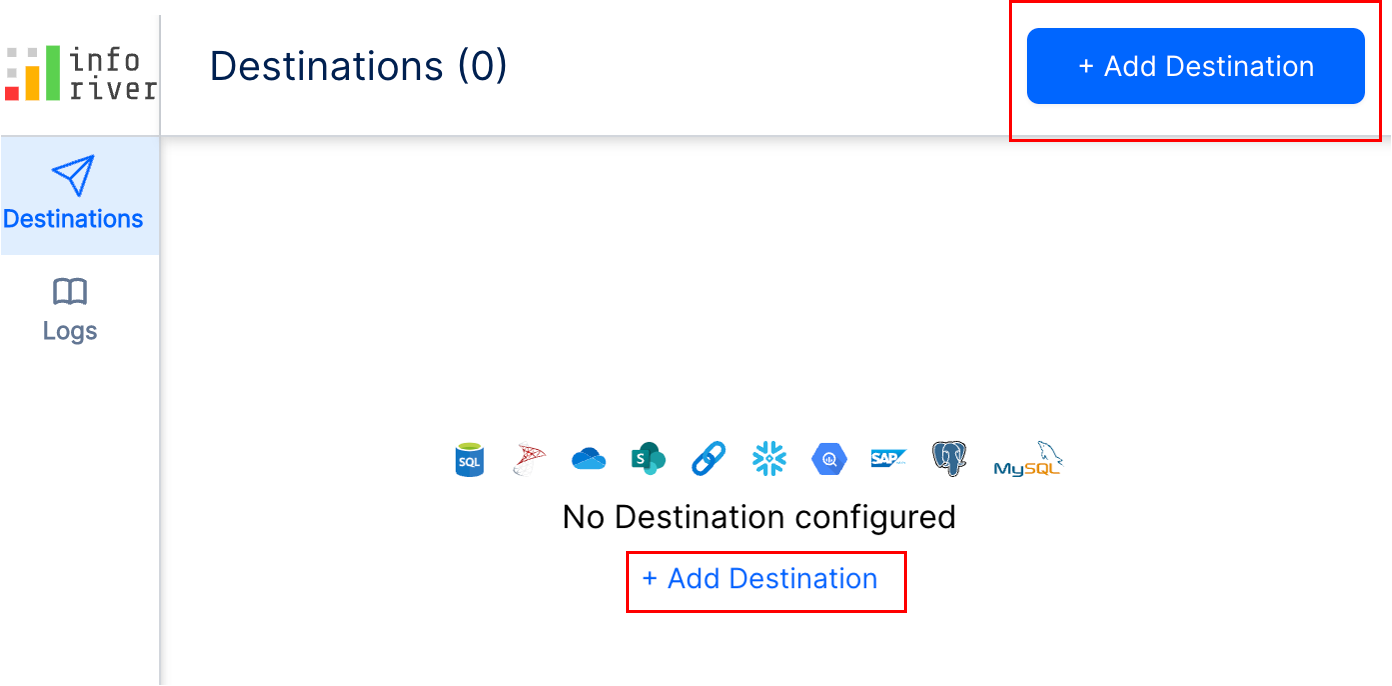 info
river
Destinations (0)
+ Add Destination
Destinations
Logs
SQL
S
SAP
MySQL
No Destination configured
+ Add Destination